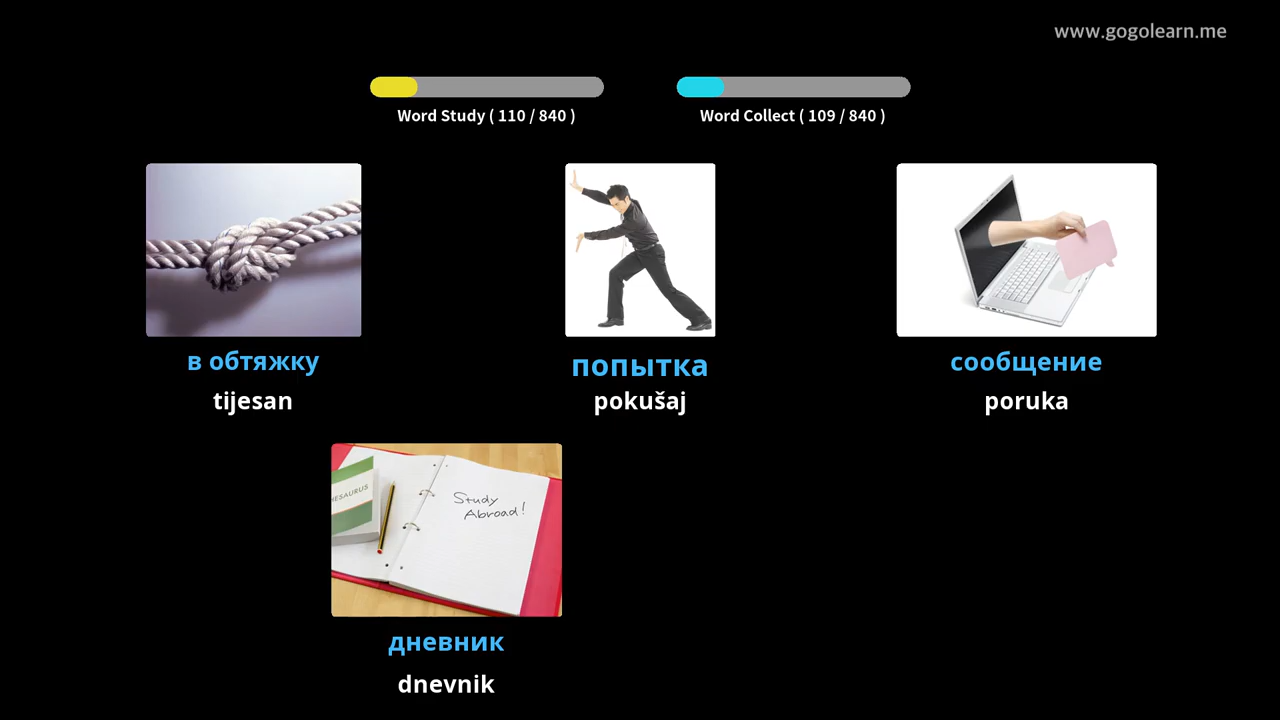 www.gogolearn.me
Word Study ( 110 / 840 )
Word Collect ( 109 / 840 )
в обтяжку
tijesan
попытка
pokušaj
сообщение
poruka
HESAURUS
Study
Abroad!
дневник
dnevnik